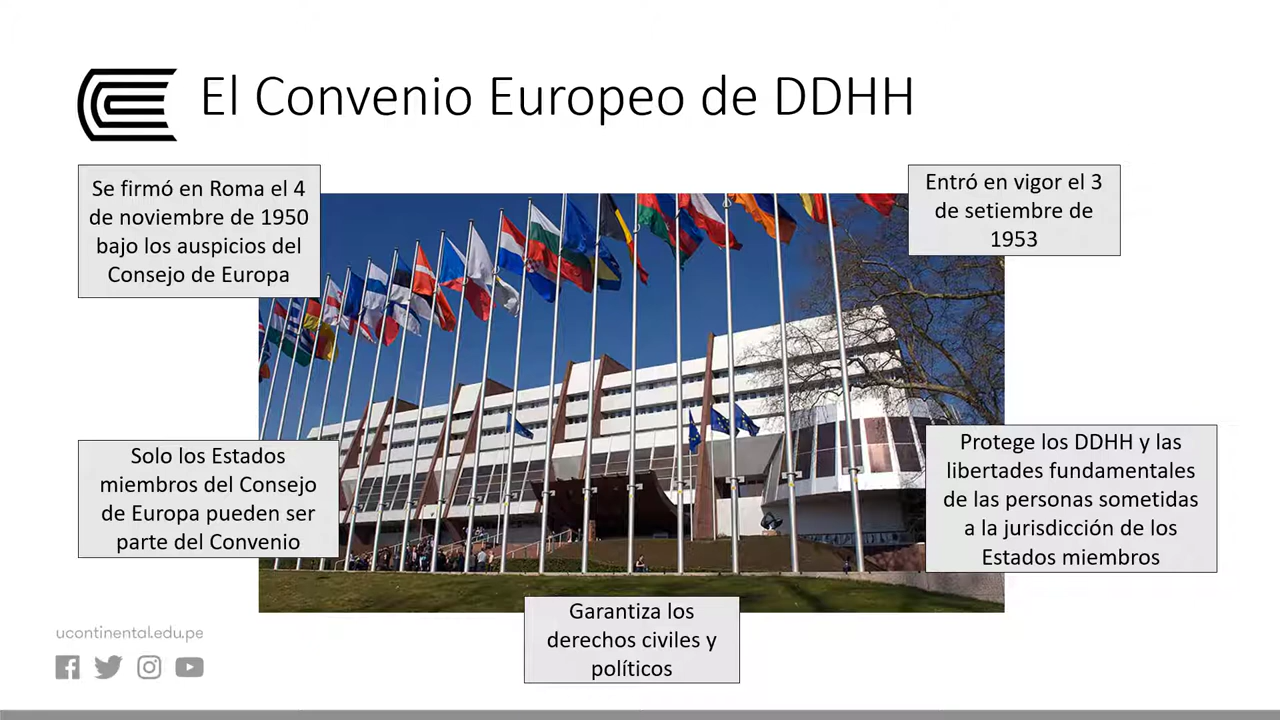 El Convenio Europeo de DDHH
Se firmó en Roma el 4
de noviembre de 1950
bajo los auspicios del
Consejo de Europa
Entró en vigor el 3
de setiembre de
1953
Solo los Estados
miembros del Consejo
de Europa pueden ser
parte del Convenio
Protege los DDHH y las
libertades fundamentales
de las personas sometidas
a la jurisdicción de los
Estados miembros
Garantiza los
derechos civiles y
políticos
ucontinental.edu.pe